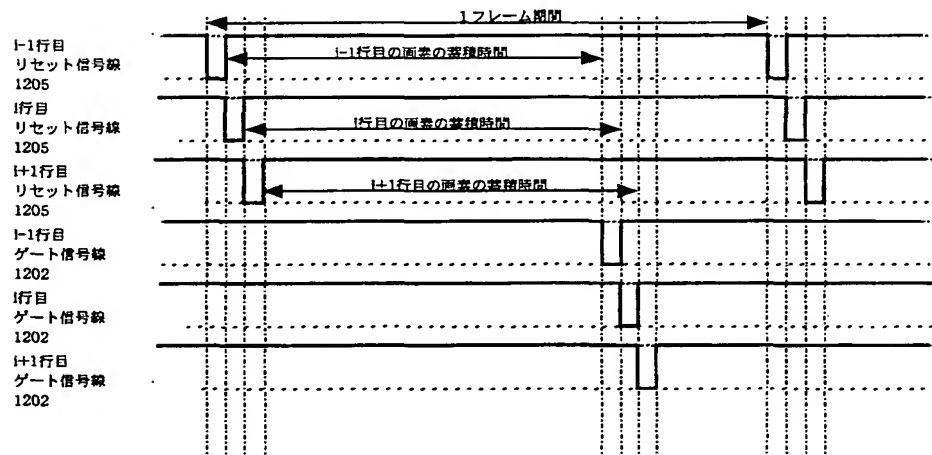 1フレーム期間
i-1行目
リセット信号線
1205
i-1行目の画素の蓄積時間
i行目
リセット信号線
1205
i行目の画素の蓄積時間
i+1行目
リセット信号線
1205
i+1行目の画素の蓄積時間
i-1行目
ゲート信号線
1202
i行目
ゲート信号線
1202
i+1行目
ゲート信号線
1202